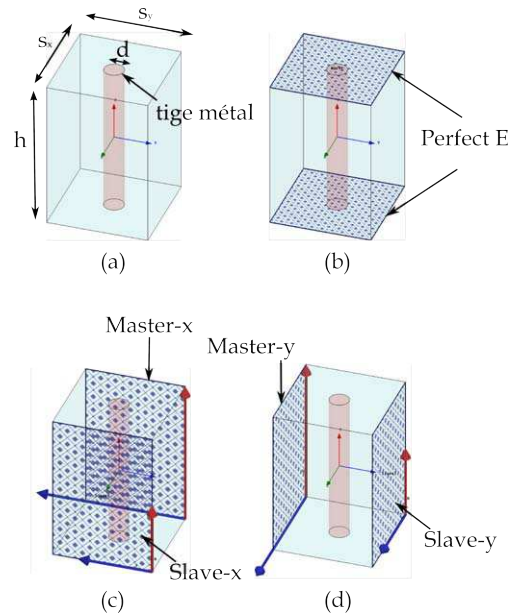 Sx
Sy
d
tige métal
h
Perfect E
(a)
(b)
Master-x
Master-y
Slave-x
Slave-y
(c)
(d)